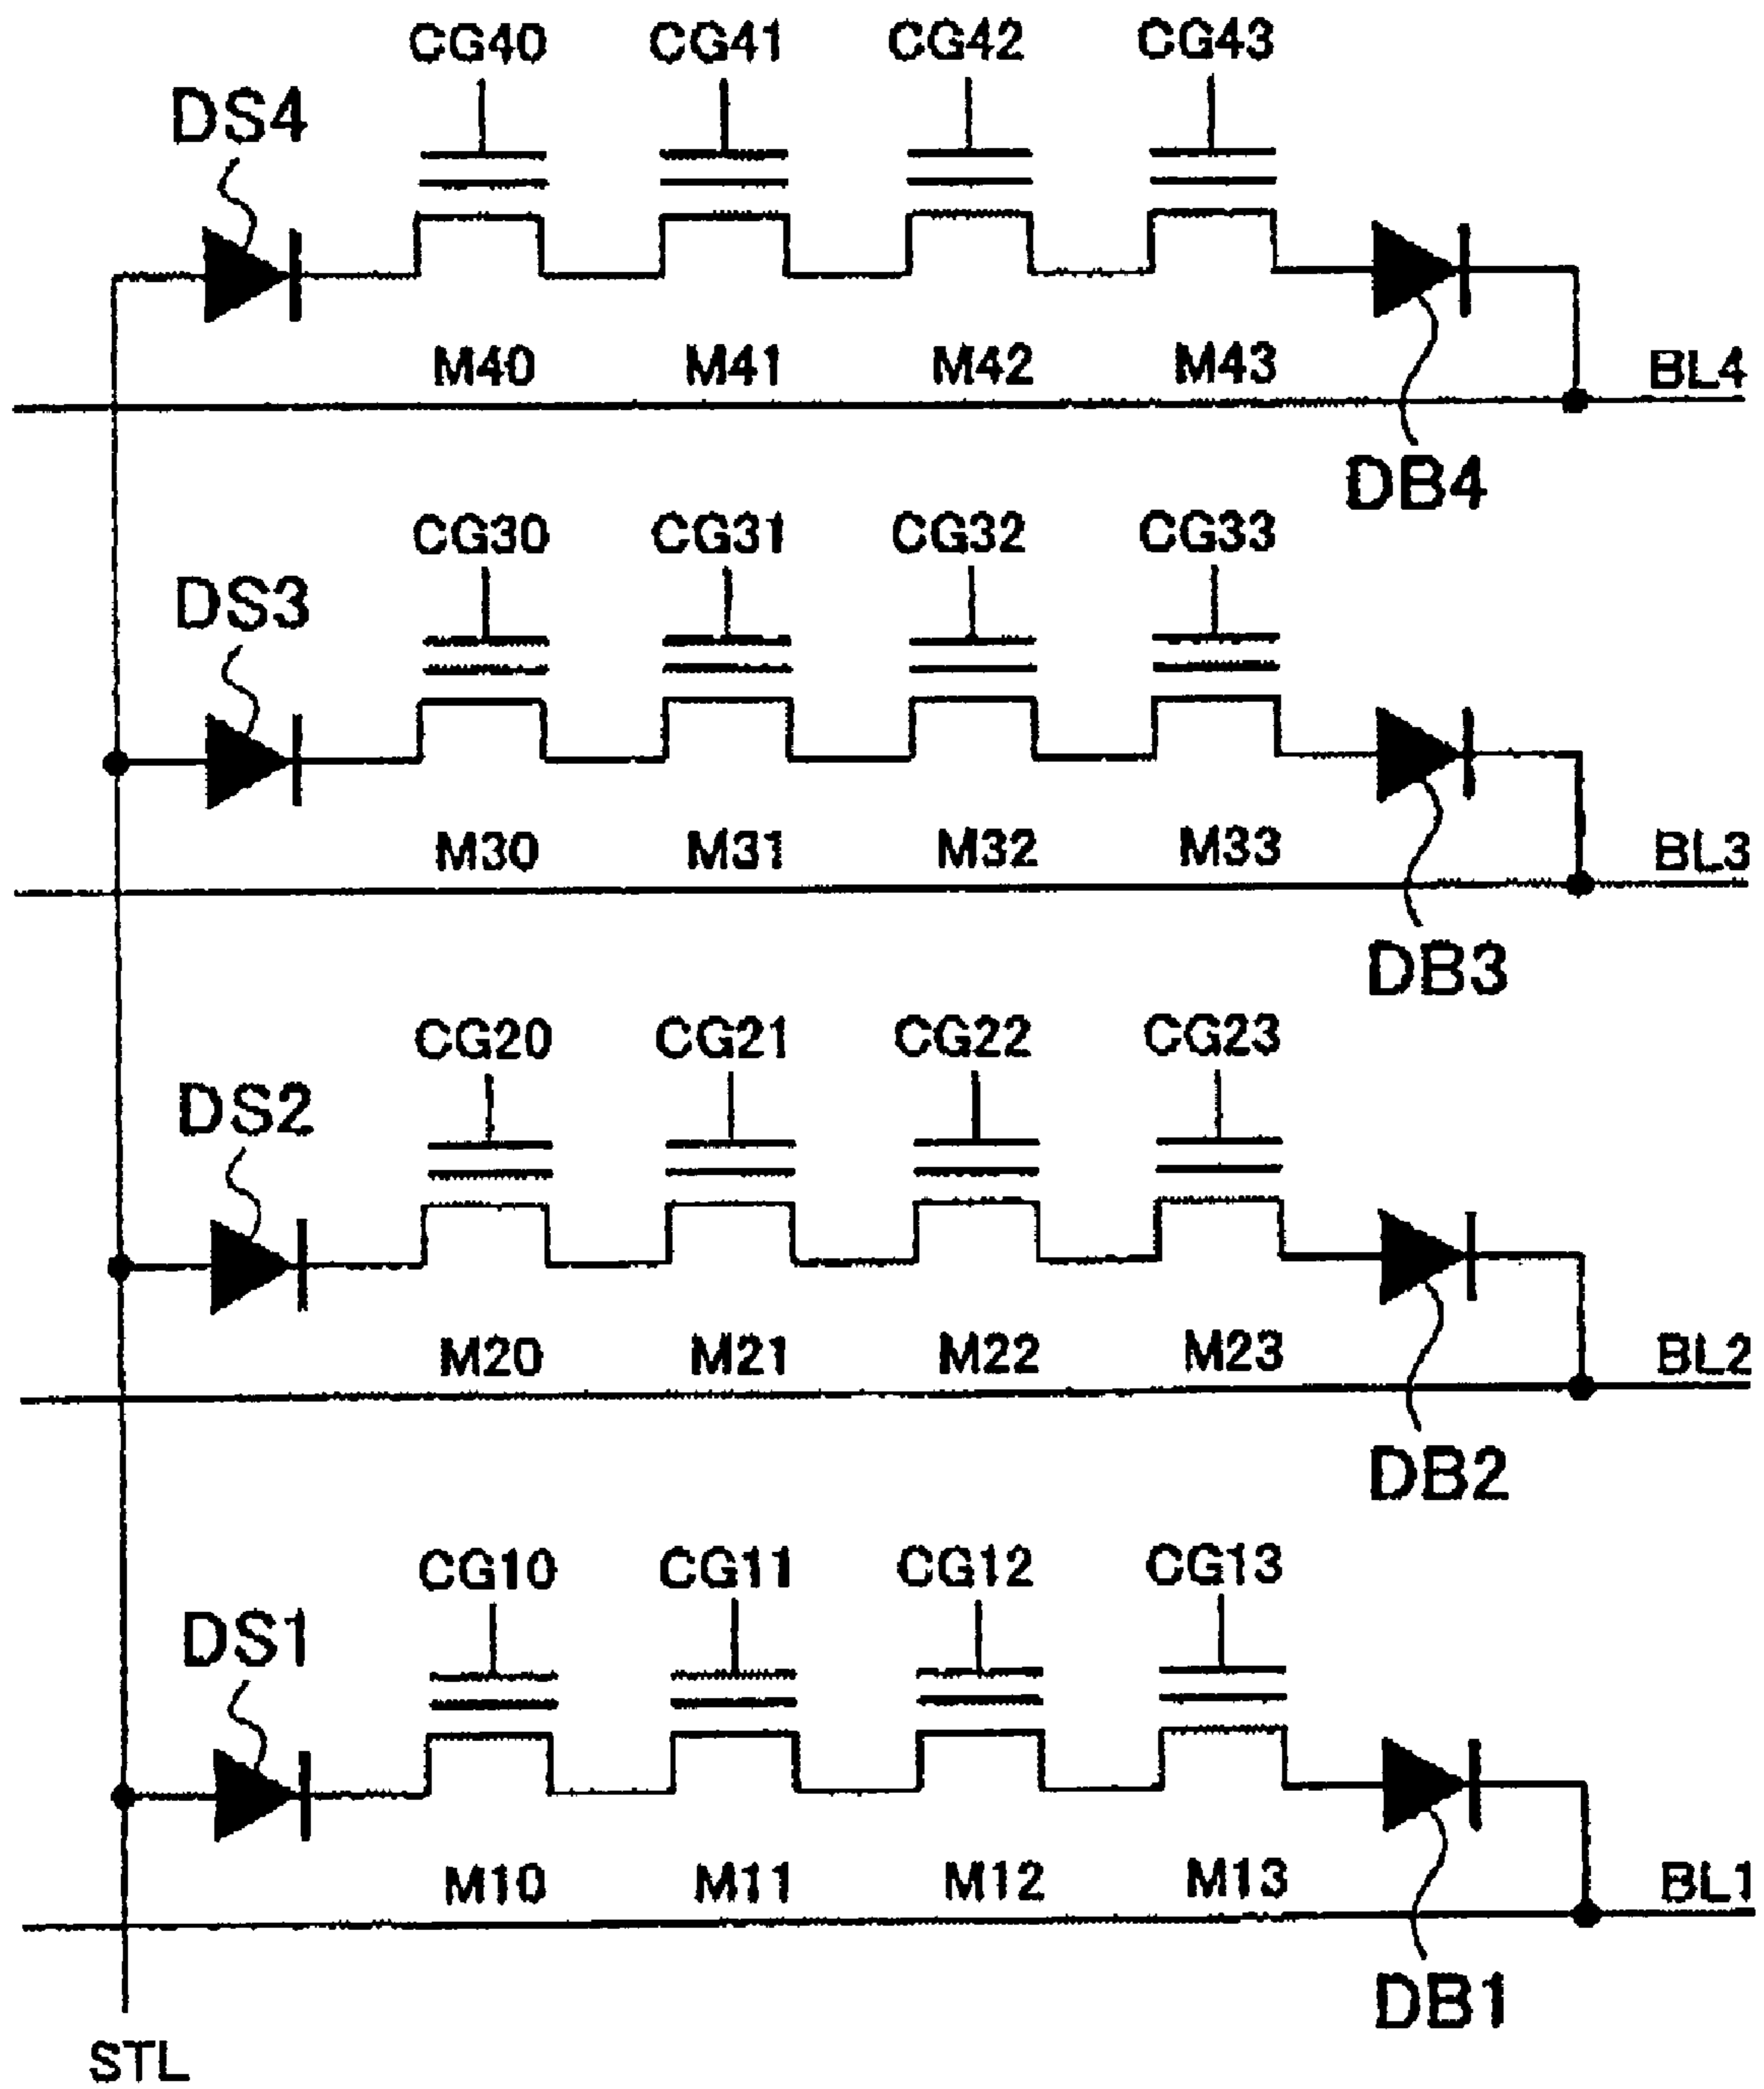 CG40 CG41 CG42 CG43
DS4
M40 M41 M42 M43 BL4
DB4
CG30 CG31 CG32 CG33
DS3
M30 M31 M32 M33 BL3
DB3
CG20 CG21 CG22 CG23
DS2
M20 M21 M22 M23 BL2
DB2
CG10 CG11 CG12 CG13
DS1
M10 M11 M12 M13 BL1
DB1
STL